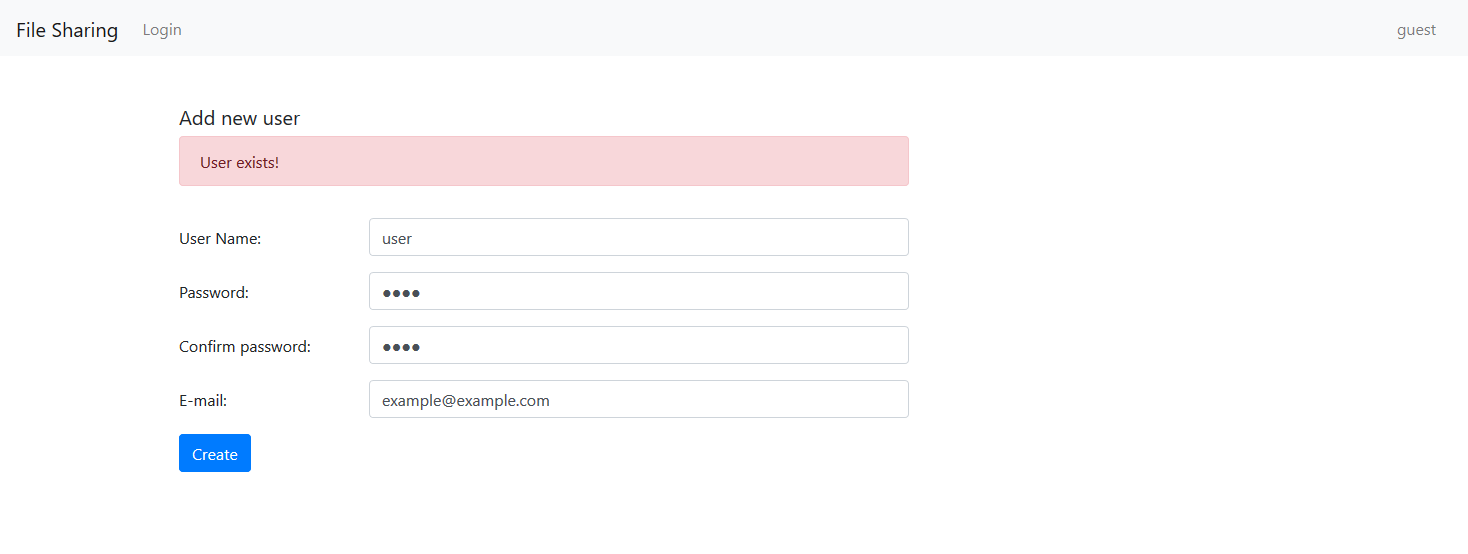 File Sharing Login guest
Add new user
User exists!
User Name: user
Password: ●●●●
Confirm password: ●●●●
E-mail: example@example.com
Create